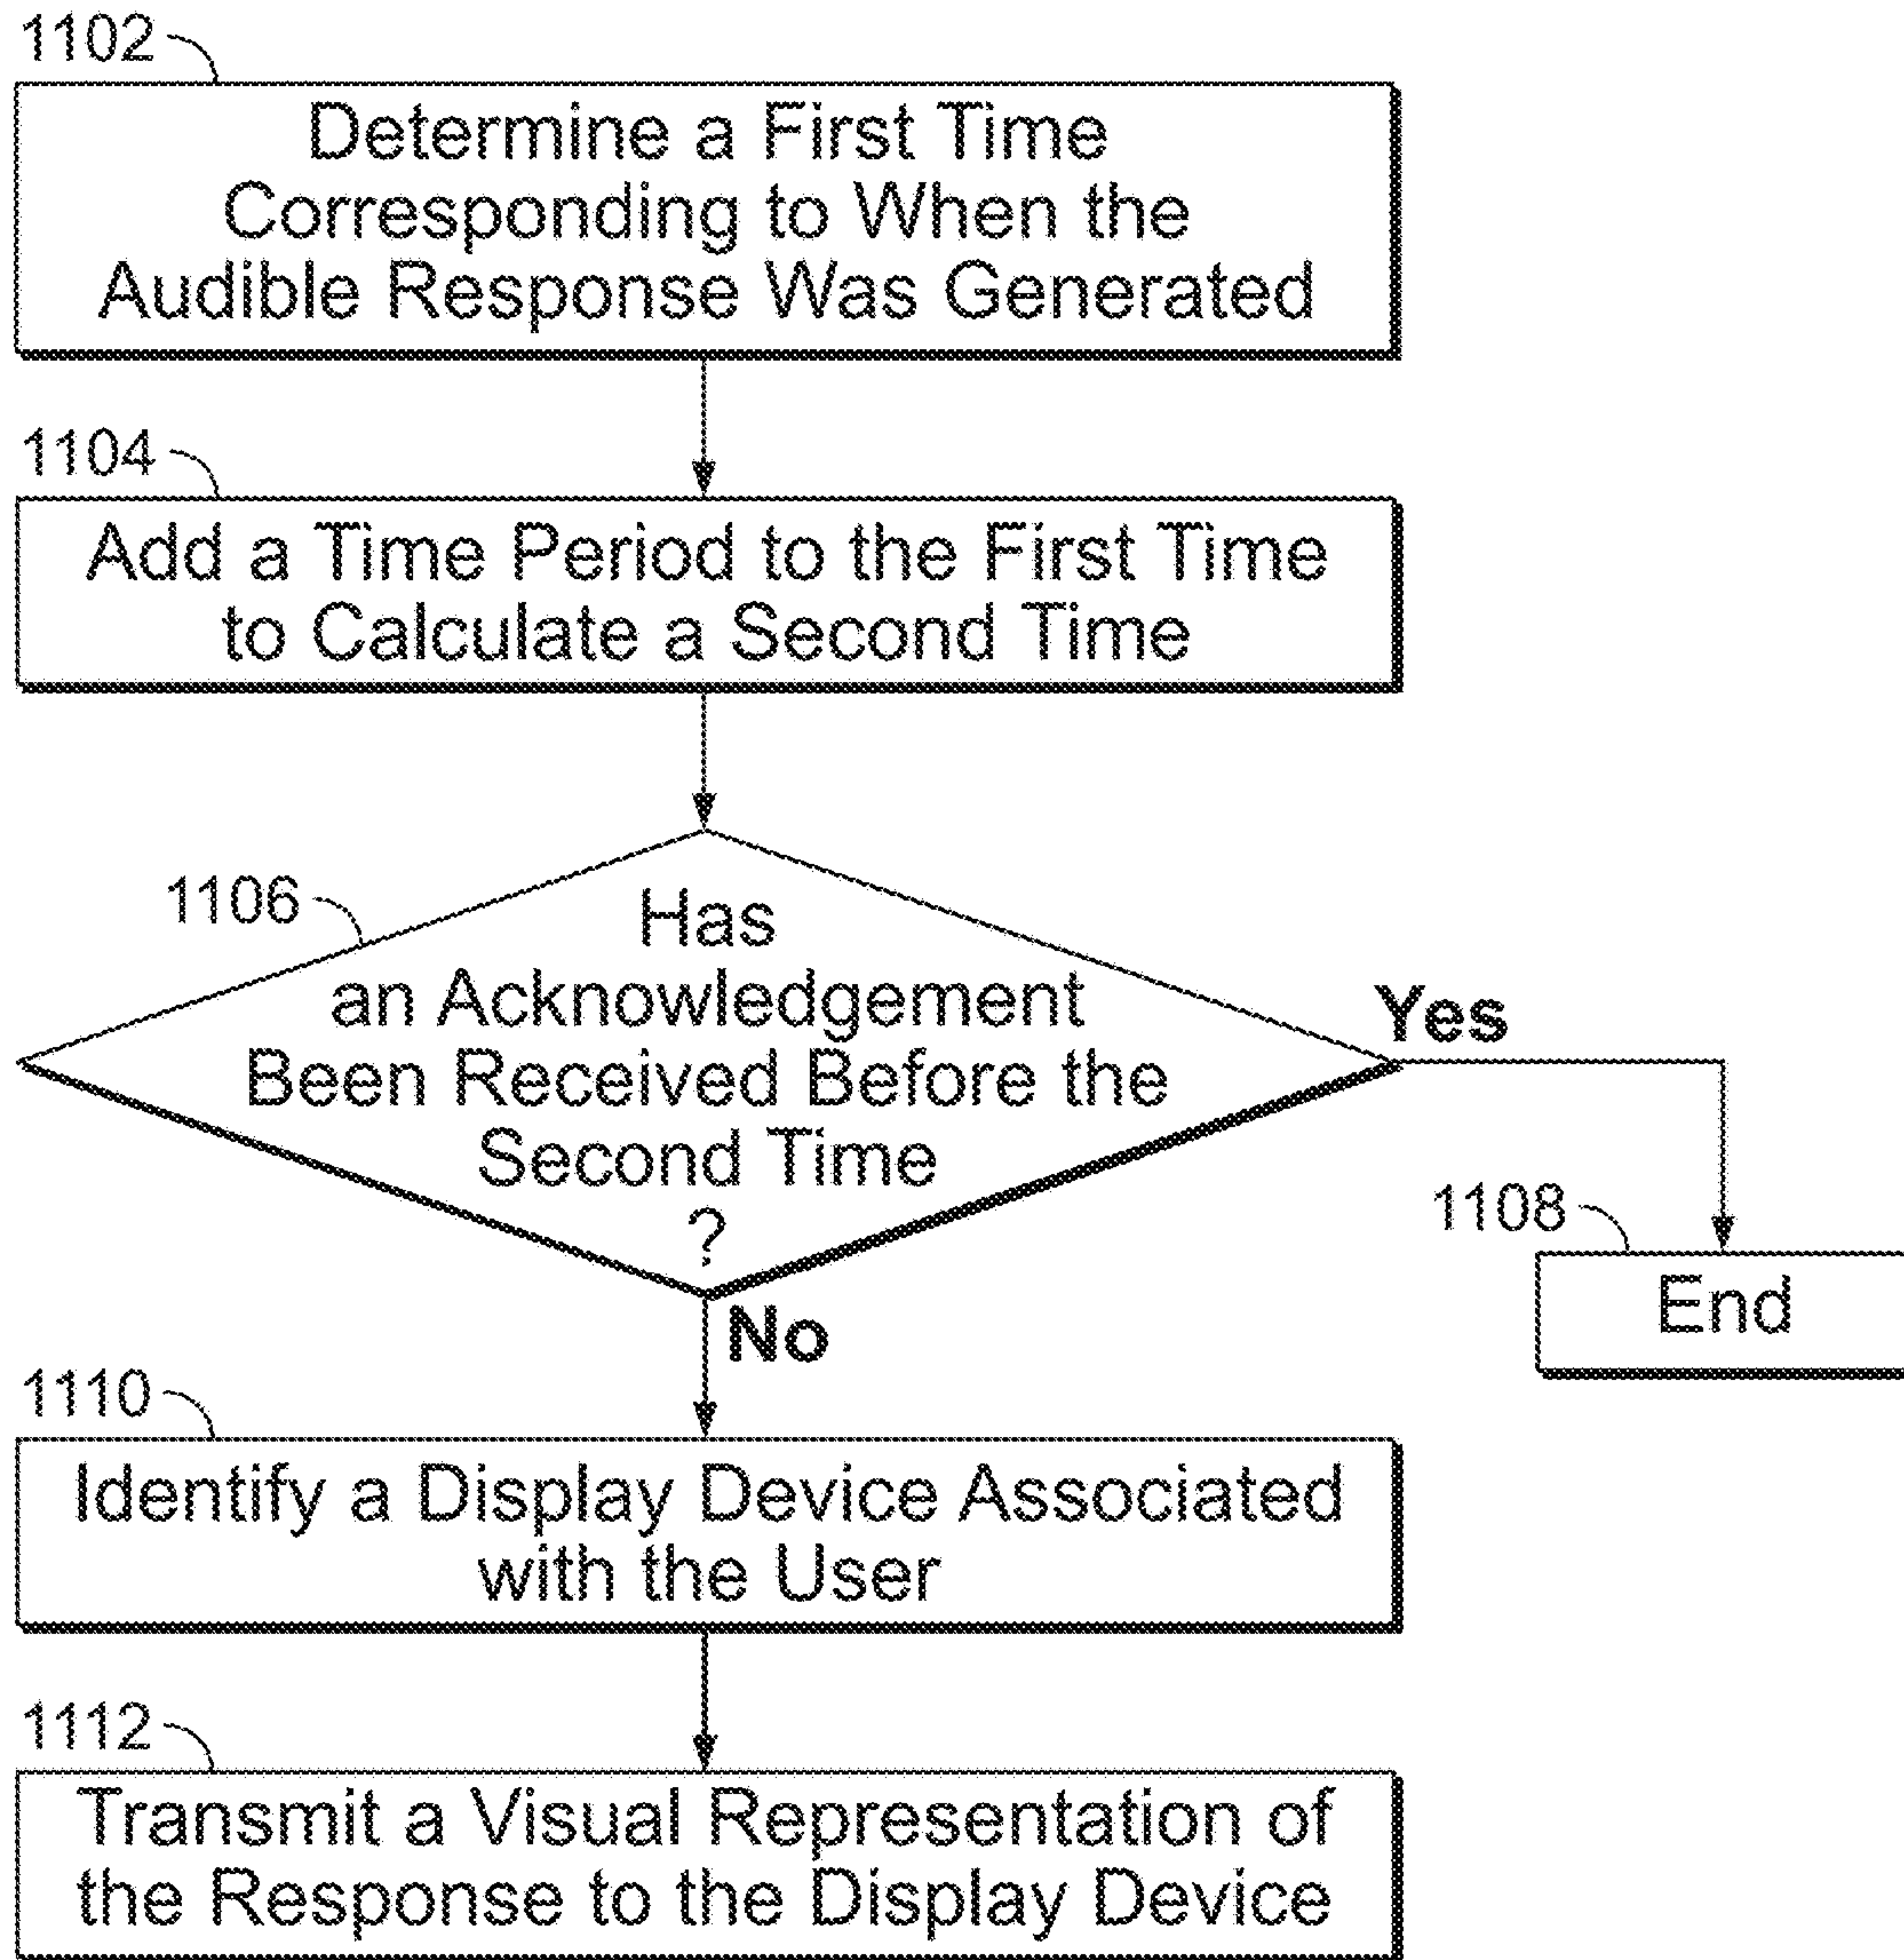 1102
Determine a First Time
Corresponding to When the
Audible Response Was Generated
1104
Add a Time Period to the First Time
to Calculate a Second Time
1106
Has
an Acknowledgement
Been Received Before the
Second Time
?
Yes
1108
End
No
1110
Identify a Display Device Associated
with the User
1112
Transmit a Visual Representation of
the Response to the Display Device